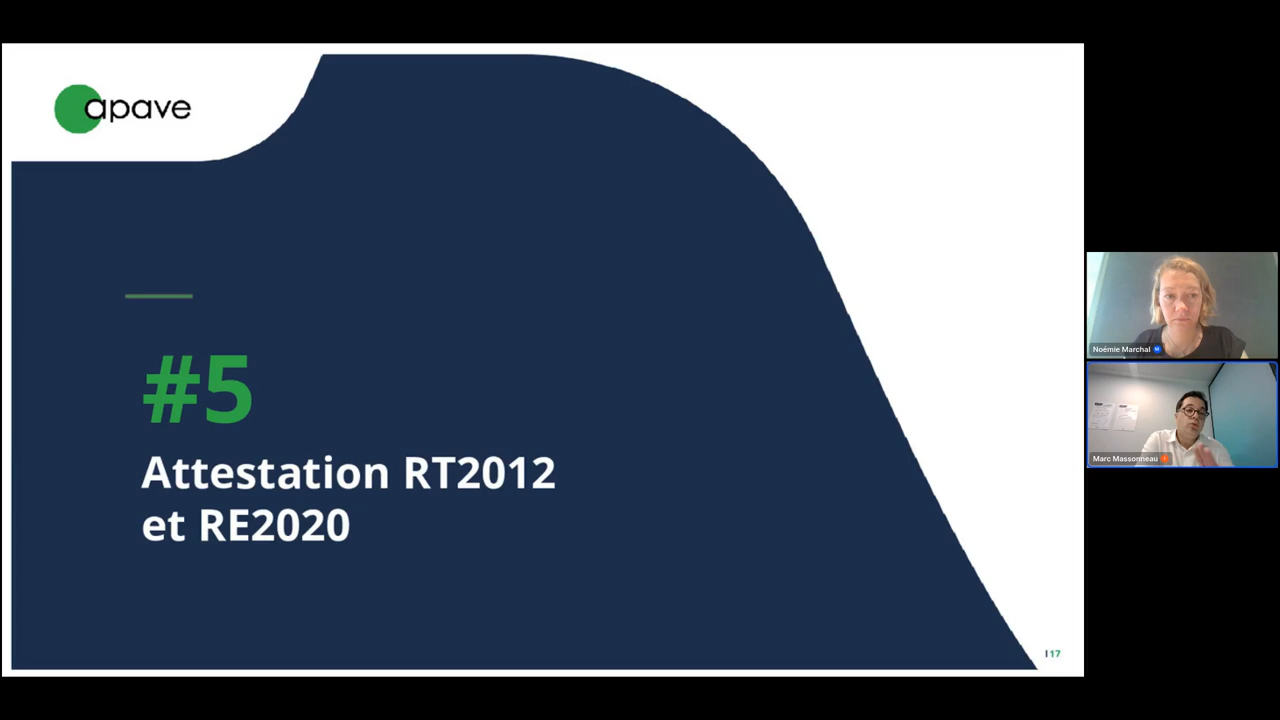 apave
#5
Attestation RT2012
et RE2020
17
Noémie Marchal
Marc Massonneau